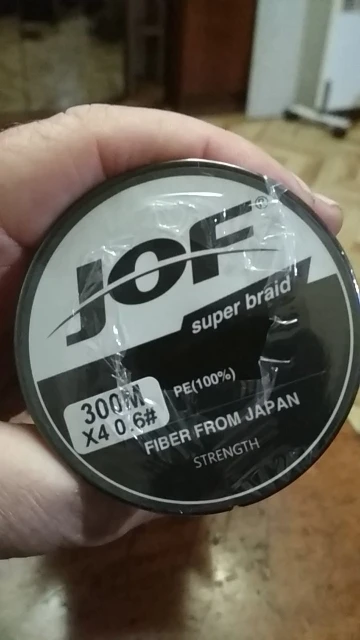 JOF®
super braid
PE(100%)
300M
X4 0.6#
FIBER FROM JAPAN
STRENGTH